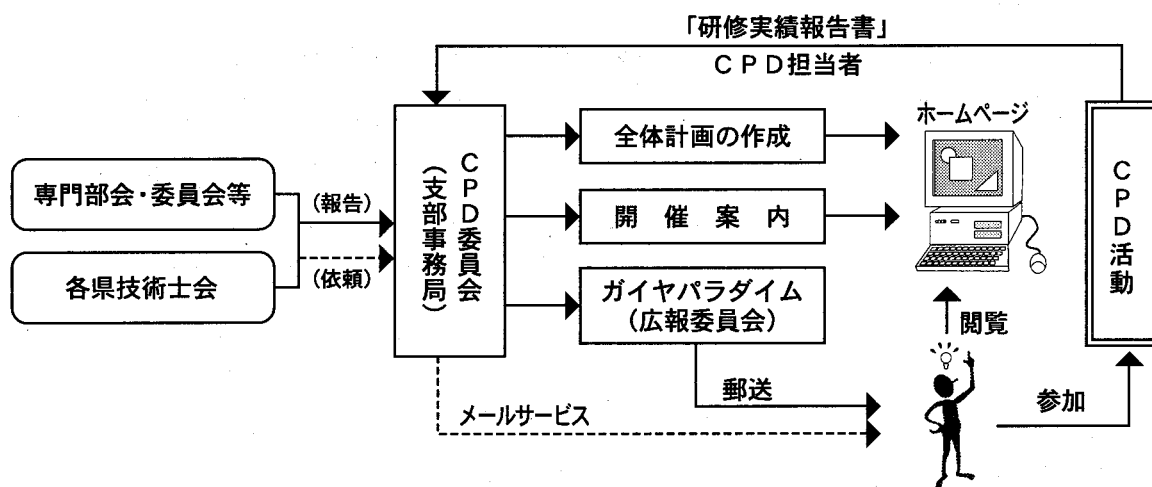 「研修実績報告書」
CPD担当者
ホームページ
専門部会・委員会等
各県技術士会
(報告)
(依頼)
CPD委員会
(支部事務局)
全体計画の作成
開催案内
ガイヤパラダイム
(広報委員会)
CPD活動
閲覧
郵送
メールサービス
参加